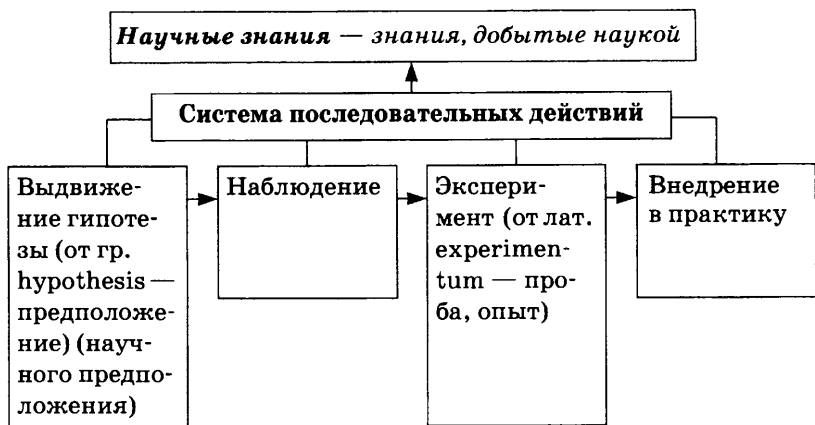 Научные знания — знания, добытые наукой
Система последовательных действий
Выдвиже-
ние гипоте-
зы (от гр.
hypothesis —
предположе-
ние) (науч-
ного предпо-
ложения)
Наблюдение
Экспери-
мент (от лат.
experimen-
tum — про-
ба, опыт)
Внедрение
в практику